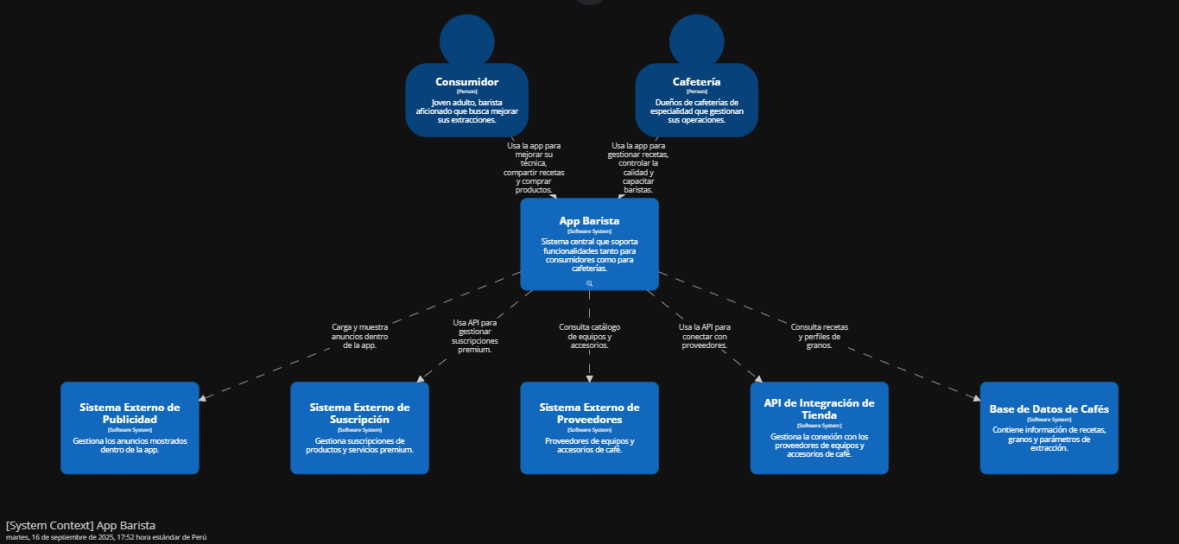 Consumidor
[Person]
Joven adulto, barista
aficionado que busca mejorar
sus extracciones.
Cafetería
[Person]
Dueños de cafeterías de
especialidad que gestionan
sus operaciones.
Usa la app para
mejorar su
técnica,
compartir recetas
y comprar
productos.
Usa la app para
gestionar recetas,
controlar la
calidad y
capacitar
baristas.
App Barista
[Software System]
Sistema central que soporta
funcionalidades tanto para
consumidores como para
cafeterías.
Carga y muestra
anuncios dentro
de la app.
Usa API para
gestionar
suscripciones
premium.
Consulta catálogo
de equipos y
accesorios.
Usa la API para
conectar con
proveedores.
Consulta recetas
y perfiles de
granos.
Sistema Externo de
Publicidad
[Software System]
Gestiona los anuncios mostrados
dentro de la app.
Sistema Externo de
Suscripción
[Software System]
Gestiona suscripciones de
productos y servicios premium.
Sistema Externo de
Proveedores
[Software System]
Proveedores de equipos y
accesorios de café.
API de Integración de
Tienda
[Software System]
Gestiona la conexión con los
proveedores de equipos y
accesorios de café.
Base de Datos de Cafés
[Software System]
Contiene información de recetas,
granos y parámetros de
extracción.
[System Context] App Barista
martes, 16 de septiembre de 2025, 17:52 hora estándar de Perú